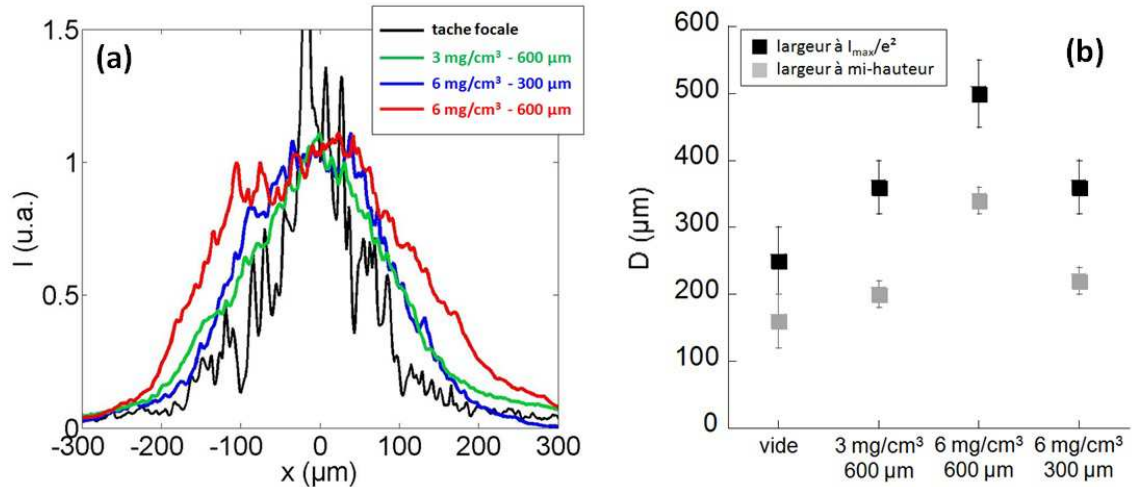 (a)
tache focale
3 mg/cm³ - 600 µm
6 mg/cm³ - 300 µm
6 mg/cm³ - 600 µm
1.5
1
0.5
0
I (u.a.)
-300 -200 -100 0 100 200 300
x (µm)
(b)
largeur à Imax/e²
largeur à mi-hauteur
600
500
400
300
200
100
0
D (µm)
vide
3 mg/cm³
600 µm
6 mg/cm³
600 µm
6 mg/cm³
300 µm